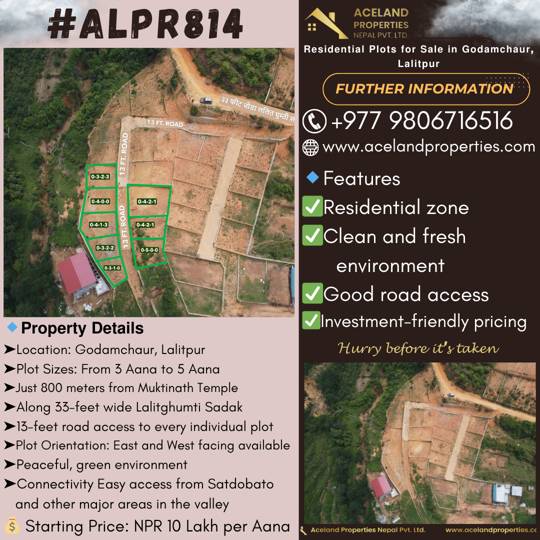 #ALPR814
ACELAND
PROPERTIES
NEPAL PVT. LTD.
Residential Plots for Sale in Godamchaur,
Lalitpur
FURTHER INFORMATION
+977 9806716516
www.acelandproperties.com
33 फीट चौडा ललित घुम्ती
13 FT. ROAD
13 FT. ROAD
13 FT. ROAD
0-3-2-3
0-4-0-0
0-4-1-3
0-3-2-2
0-3-1-0
0-4-2-1
0-4-2-1
0-5-0-0
🔹Features
✅Residential zone
✅Clean and fresh
environment
✅Good road access
✅Investment-friendly pricing
Hurry before it's taken
🔹Property Details
➤Location: Godamchaur, Lalitpur
➤Plot Sizes: From 3 Aana to 5 Aana
➤Just 800 meters from Muktinath Temple
➤Along 33-feet wide Lalitghumti Sadak
➤13-feet road access to every individual plot
➤Plot Orientation: East and West facing available
➤Peaceful, green environment
➤Connectivity Easy access from Satdobato
and other major areas in the valley
💰 Starting Price: NPR 10 Lakh per Aana
Aceland Properties Nepal Pvt. Ltd.
www.acelandproperties.co